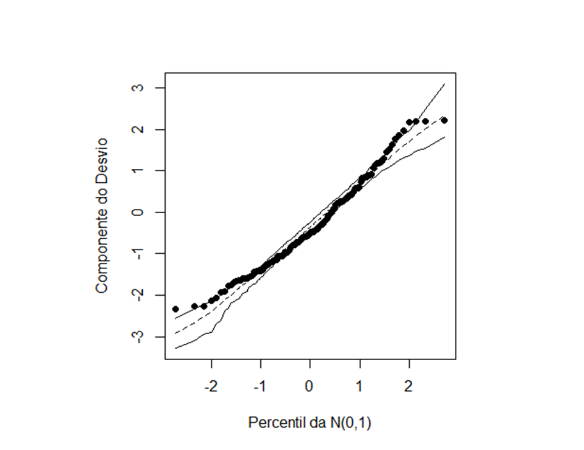 3
2
1
0
-1
-2
-3
Componente do Desvio
-2 -1 0 1 2
Percentil da N(0,1)